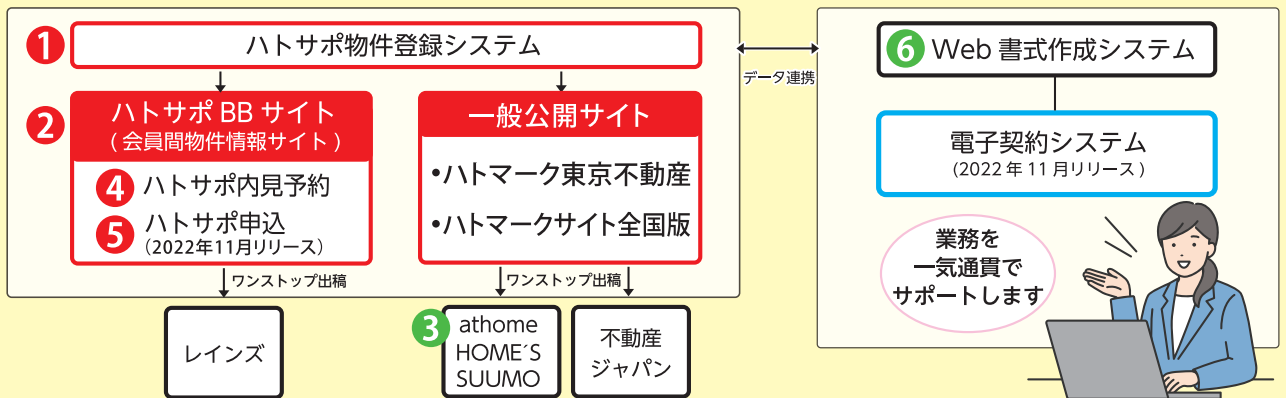 1 ハトサポ物件登録システム
2 ハトサポ BB サイト
( 会員間物件情報サイト )
4 ハトサポ内見予約
5 ハトサポ申込
(2022年11月リリース)
ワンストップ出稿
レインズ
一般公開サイト
•ハトマーク東京不動産
•ハトマークサイト全国版
ワンストップ出稿
3 athome
HOME´S
SUUMO
不動産
ジャパン
データ連携
6 Web 書式作成システム
電子契約システム
(2022 年 11 月リリース )
業務を
一気通貫で
サポートします